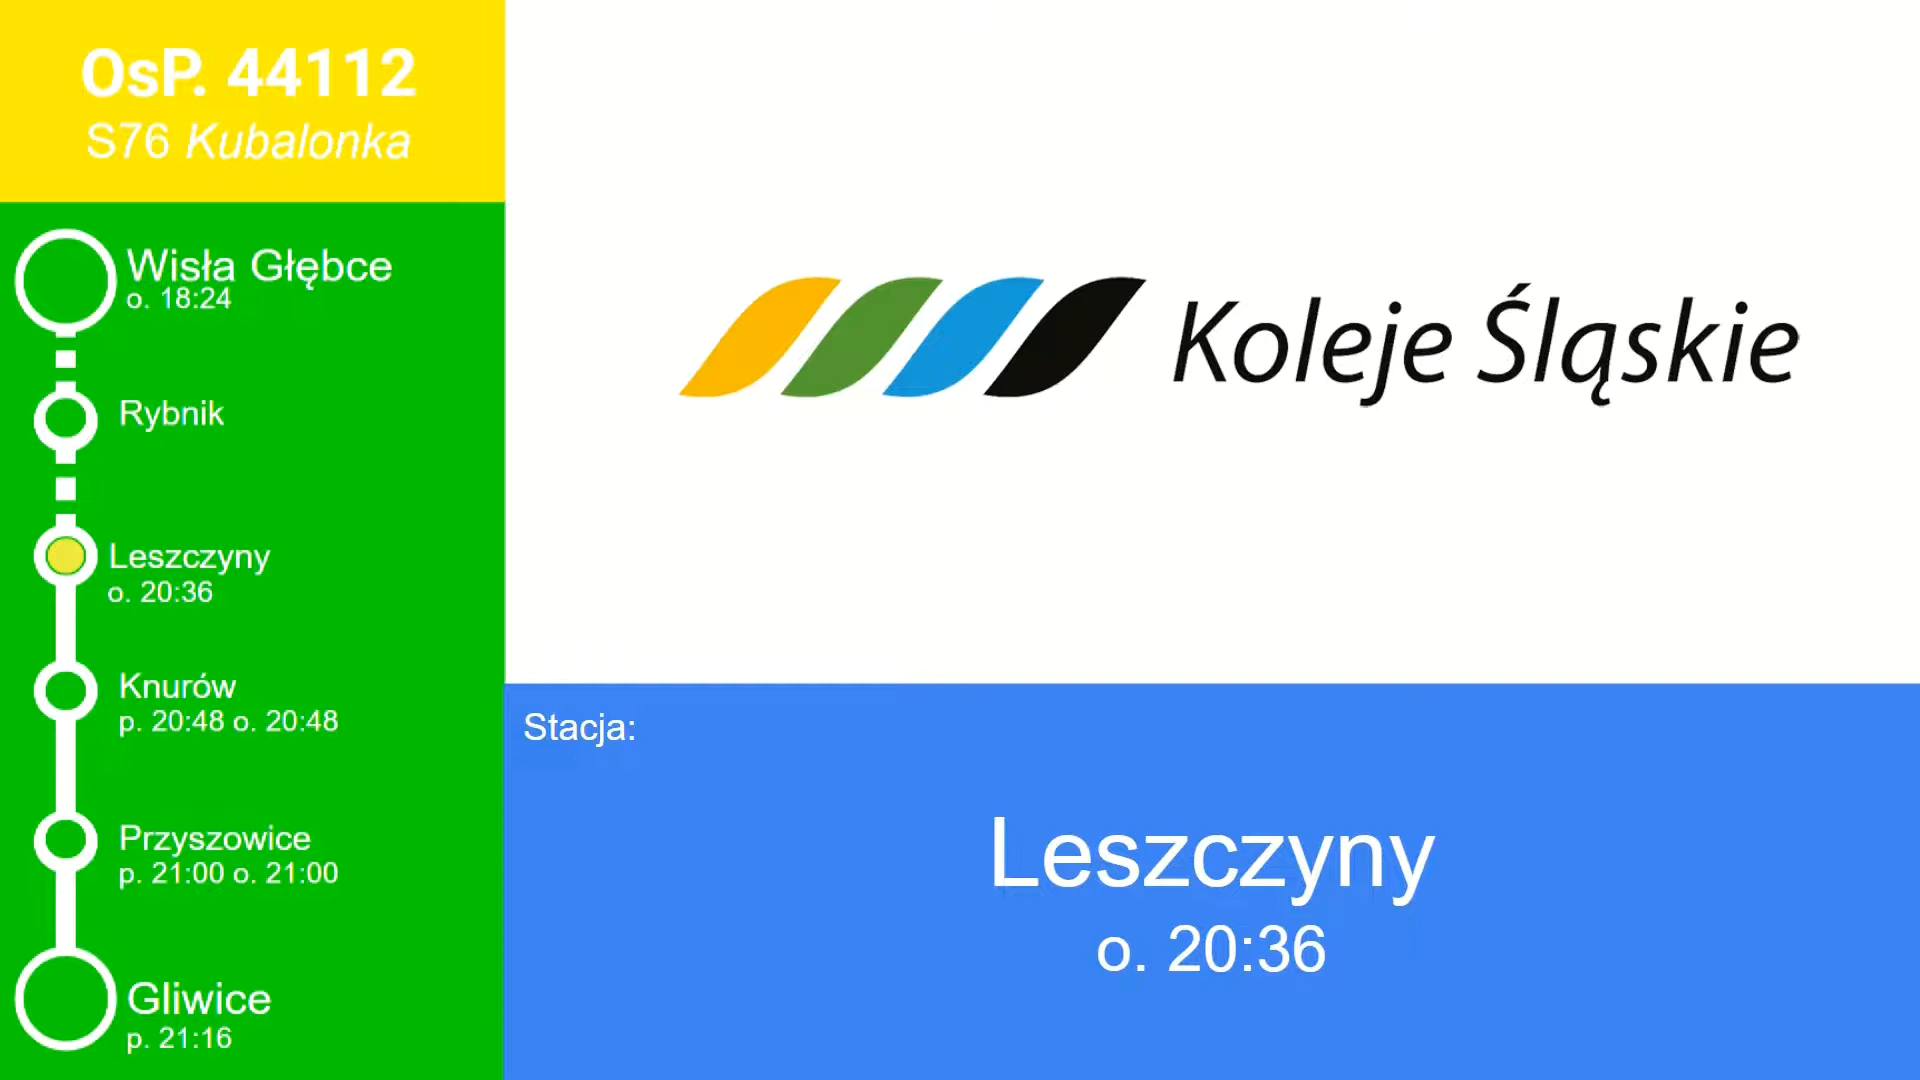 OsP. 44112
S76 Kubalonka
Wisła Głębce
o. 18:24
Rybnik
Leszczyny
o. 20:36
Knurów
p. 20:48 o. 20:48
Przyszowice
p. 21:00 o. 21:00
Gliwice
p. 21:16
Koleje Śląskie
Stacja:
Leszczyny
o. 20:36